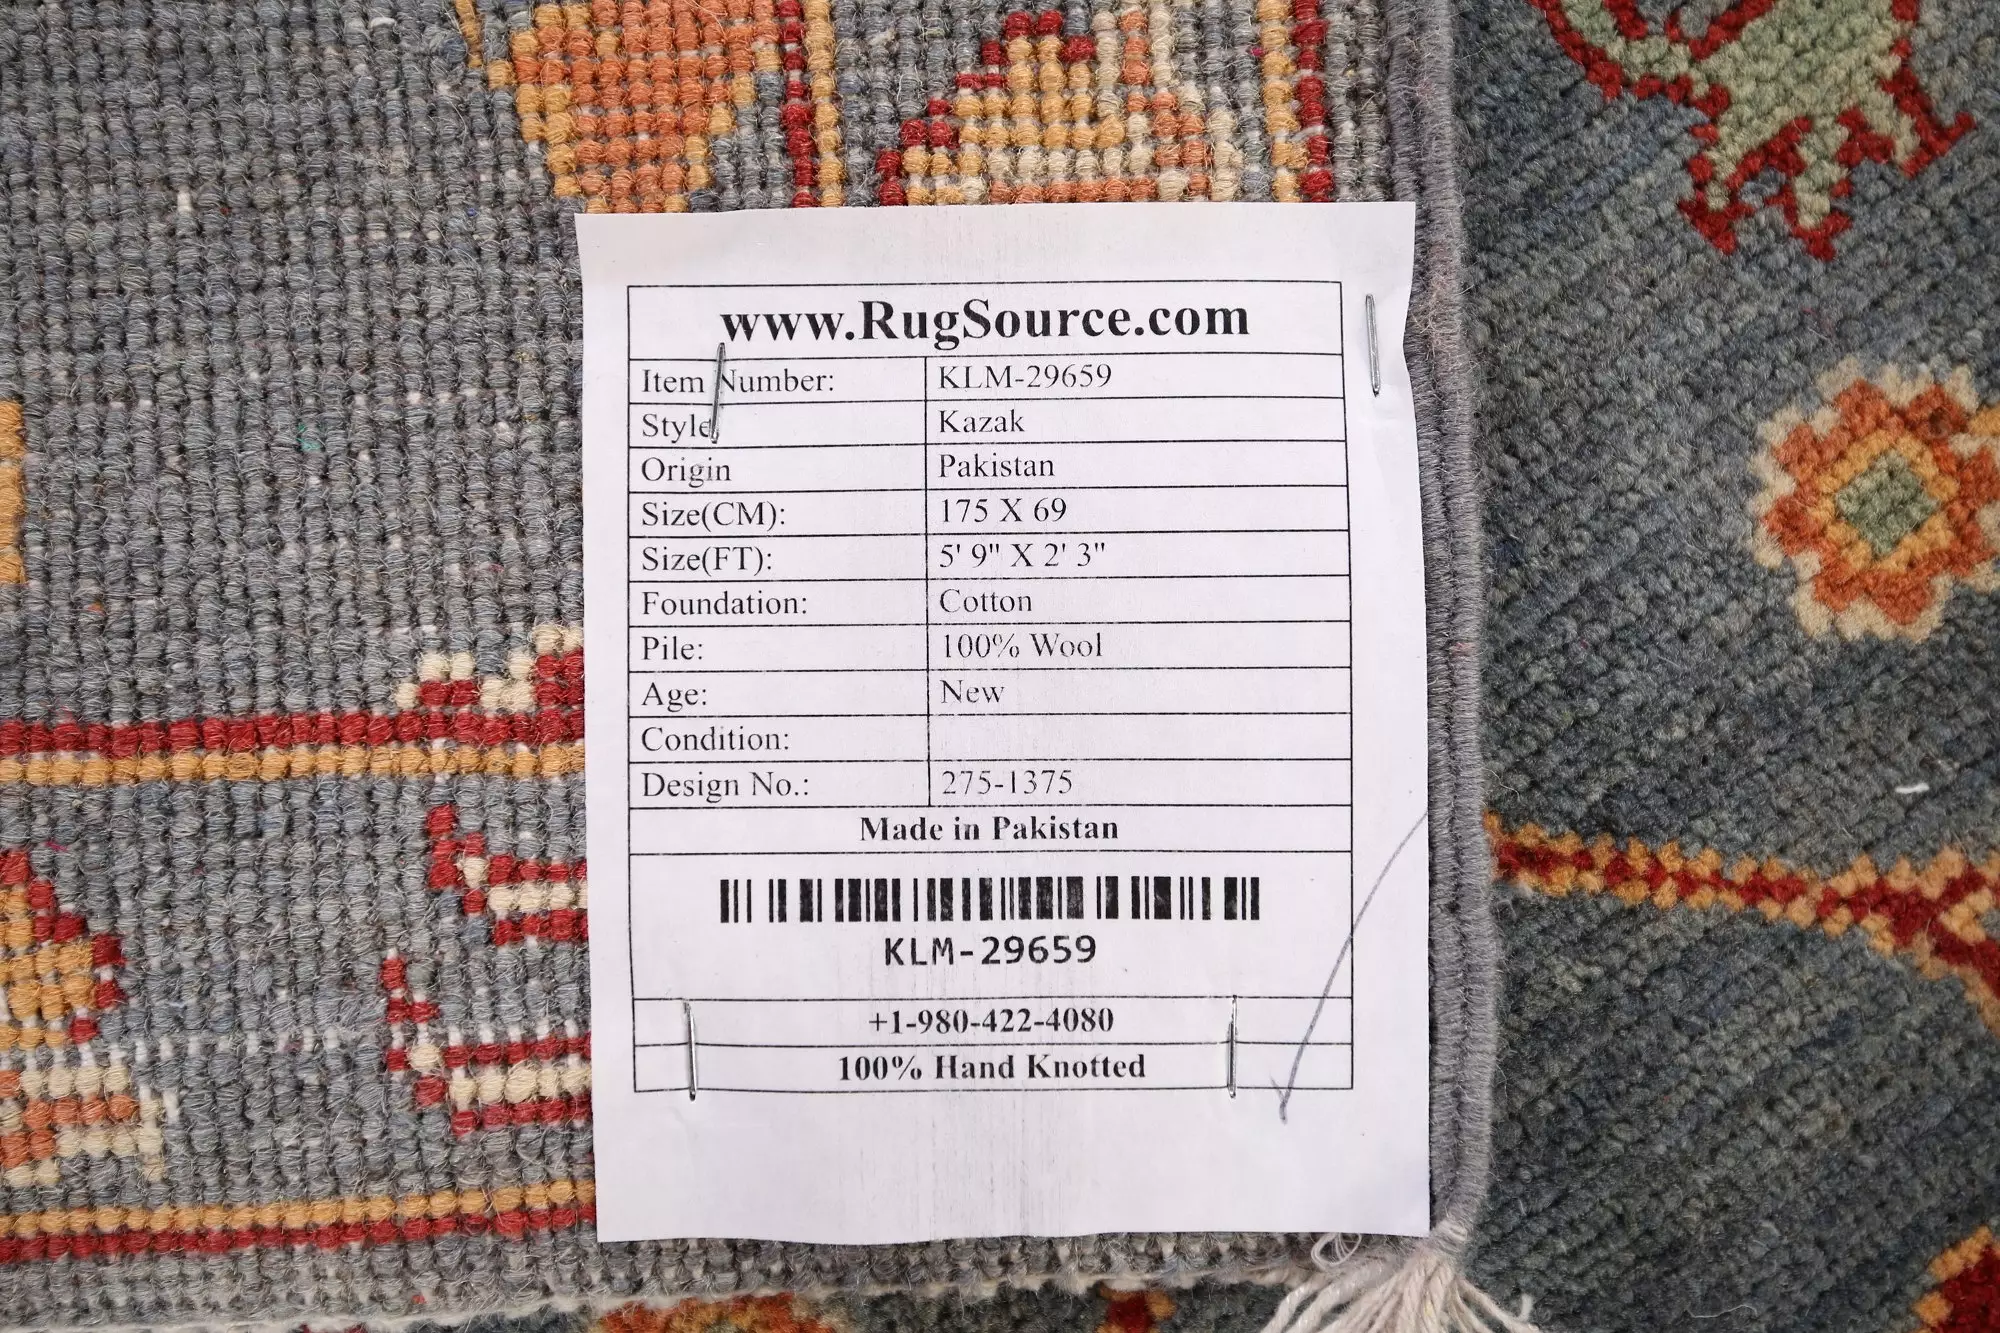 www.RugSource.com
Item Number: KLM-29659
Style Kazak
Origin Pakistan
Size(CM): 175 X 69
Size(FT): 5' 9" X 2' 3"
Foundation: Cotton
Pile: 100% Wool
Age: New
Condition:
Design No.: 275-1375
Made in Pakistan
KLM-29659
+1-980-422-4080
100% Hand Knotted